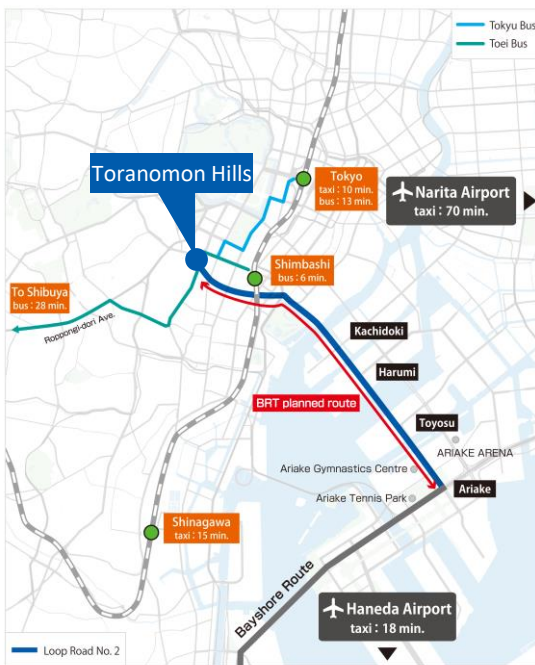 Tokyu Bus
Toei Bus
Toranomon Hills
Tokyo
taxi : 10 min.
bus : 13 min.
Narita Airport
taxi : 70 min.
Shimbashi
bus : 6 min.
To Shibuya
bus : 28 min.
Roppongi-dori Ave.
Kachidoki
Harumi
BRT planned route
Toyosu
ARIAKE ARENA
Ariake Gymnastics Centre
Ariake
Ariake Tennis Park
Shinagawa
taxi : 15 min.
Bayshore Route
Haneda Airport
taxi : 18 min.
Loop Road No. 2